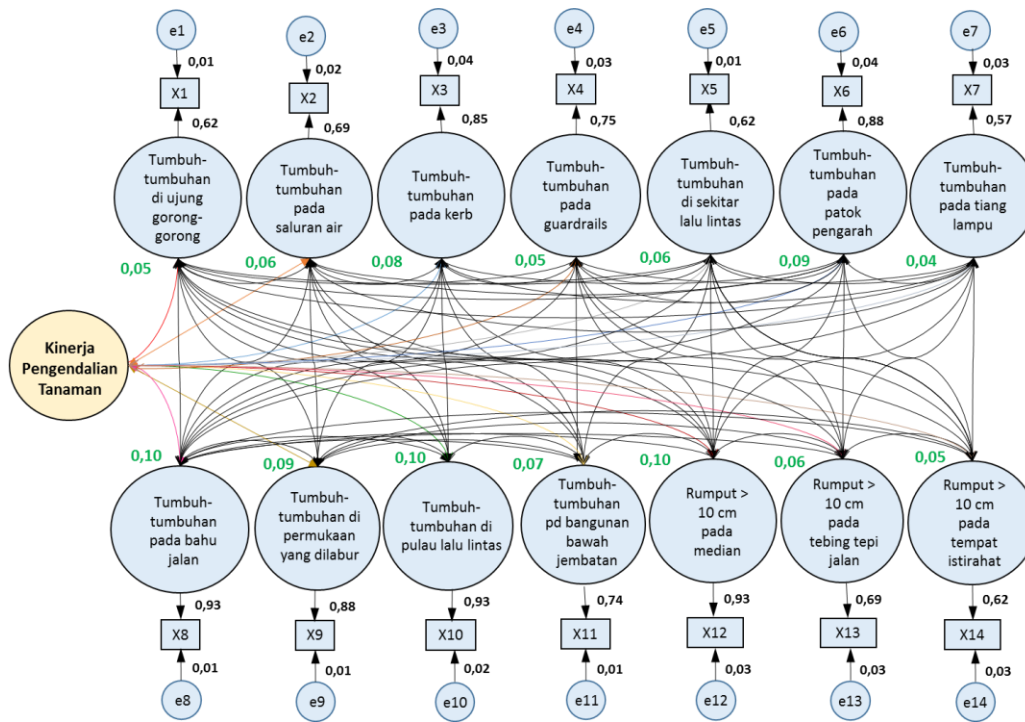 e1
e2
e3
e4
e5
e6
e7
0,01
0,02
0,04
0,03
0,01
0,04
0,03
X1
X2
X3
X4
X5
X6
X7
0,62
0,69
0,85
0,75
0,62
0,88
0,57
Tumbuh-
tumbuhan
di ujung
gorong-
gorong
Tumbuh-
tumbuhan
pada
saluran air
Tumbuh-
tumbuhan
pada kerb
Tumbuh-
tumbuhan
pada
guardrails
Tumbuh-
tumbuhan
di sekitar
lalu lintas
Tumbuh-
tumbuhan
pada
patok
pengarah
Tumbuh-
tumbuhan
pada tiang
lampu
0,05
0,06
0,08
0,05
0,06
0,09
0,04
Kinerja
Pengendalian
Tanaman
0,10
0,09
0,10
0,07
0,10
0,06
0,05
Tumbuh-
tumbuhan
pada bahu
jalan
Tumbuh-
tumbuhan di
permukaan
yang dilabur
Tumbuh-
tumbuhan di
pulau lalu lintas
Tumbuh-
tumbuhan
pd bangunan
bawah
jembatan
Rumput >
10 cm
pada
median
Rumput >
10 cm
pada
tebing tepi
jalan
Rumput >
10 cm
pada
tempat
istirahat
0,93
0,88
0,93
0,74
0,93
0,69
0,62
X8
X9
X10
X11
X12
X13
X14
0,01
0,01
0,02
0,01
0,03
0,03
0,03
e8
e9
e10
e11
e12
e13
e14